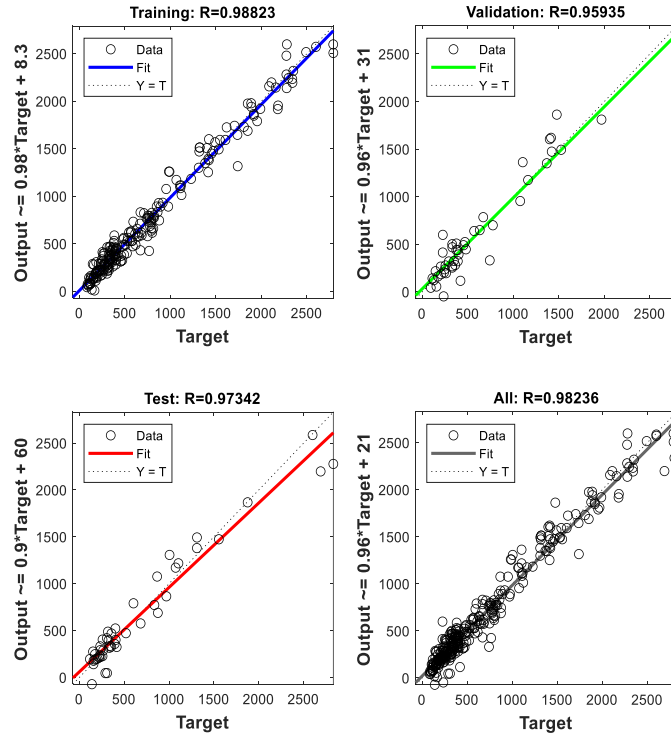 Training: R=0.98823
Data
Fit
Y = T
Output ~= 0.98*Target + 8.3
2500
2000
1500
1000
500
0
0 500 1000 1500 2000 2500
Target
Validation: R=0.95935
Data
Fit
Y = T
Output ~= 0.96*Target + 31
2500
2000
1500
1000
500
0
0 500 1000 1500 2000 2500
Target
Test: R=0.97342
Data
Fit
Y = T
Output ~= 0.9*Target + 60
2500
2000
1500
1000
500
0
0 500 1000 1500 2000 2500
Target
All: R=0.98236
Data
Fit
Y = T
Output ~= 0.96*Target + 21
2500
2000
1500
1000
500
0
0 500 1000 1500 2000 2500
Target